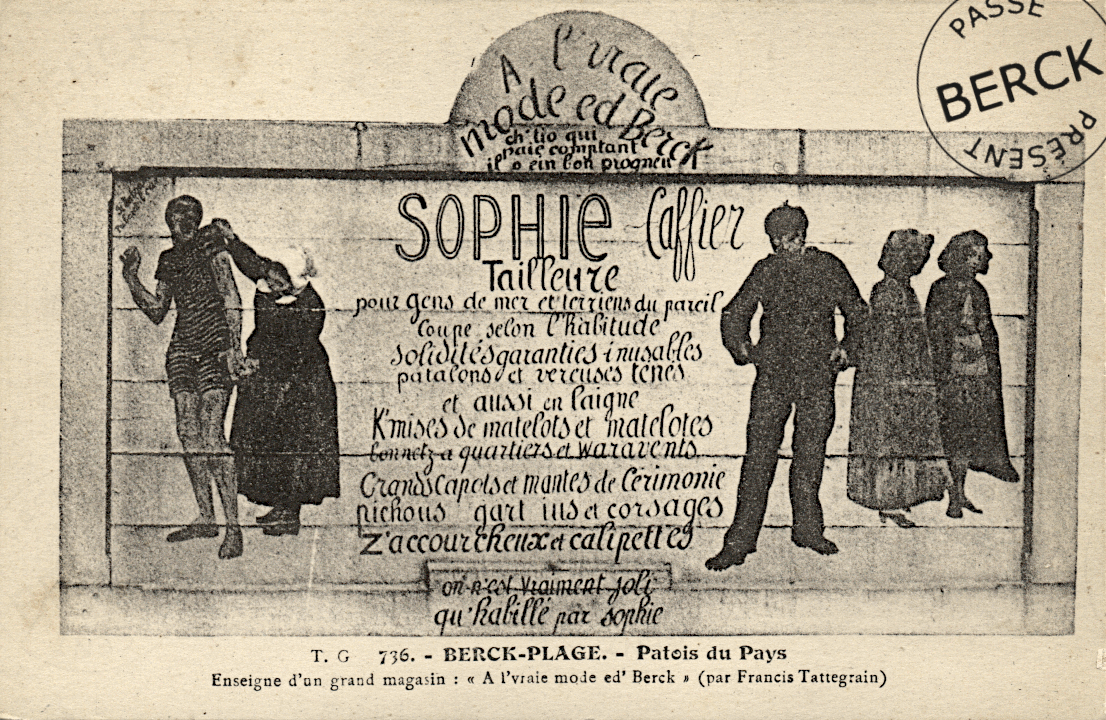 PASSÉ
BERCK
PRÉSENT
A l'vraie
mode ed Berck
ch'tio qui
paie comptant
il o ein bon progneu
SOPHIE Caffier
Tailleure
pour gens de mer et terriens du pareil
Coupe selon l'habitude
solidités garanties inusables
patalons et vereuses tenes
et aussi en laigne
K'mises de matelots et matelotes
bonnetz a quartiers et waravents
Grands capots et mantes de Cérimonie
nichous et corsages
Z'accourcheux et calipettes
on n'est vraiment joli
qu'habillé par sophie
T. G 736. - BERCK-PLAGE. - Patois du Pays
Enseigne d'un grand magasin : « A l'vraie mode ed' Berck » (par Francis Tattegrain)